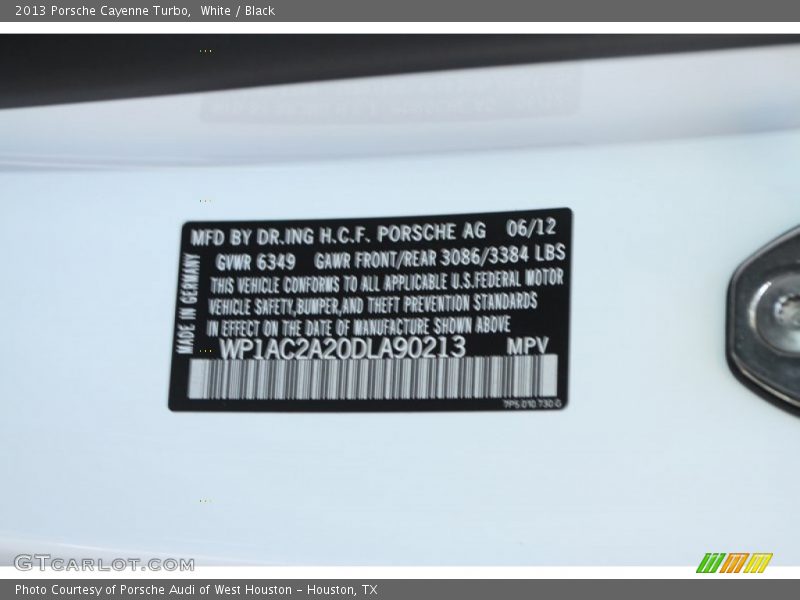 2013 Porsche Cayenne Turbo,  White / Black
MFD BY DR.ING H.C.F. PORSCHE AG 06/12
GVWR 6349 GAWR FRONT/REAR 3086/3384 LBS
THIS VEHICLE CONFORMS TO ALL APPLICABLE U.S.FEDERAL MOTOR
VEHICLE SAFETY,BUMPER,AND THEFT PREVENTION STANDARDS
IN EFFECT ON THE DATE OF MANUFACTURE SHOWN ABOVE
MADE IN GERMANY
WP1AC2A20DLA90213 MPV
7P5 010 730 G
GTCARLOT.COM
Photo Courtesy of Porsche Audi of West Houston – Houston, TX